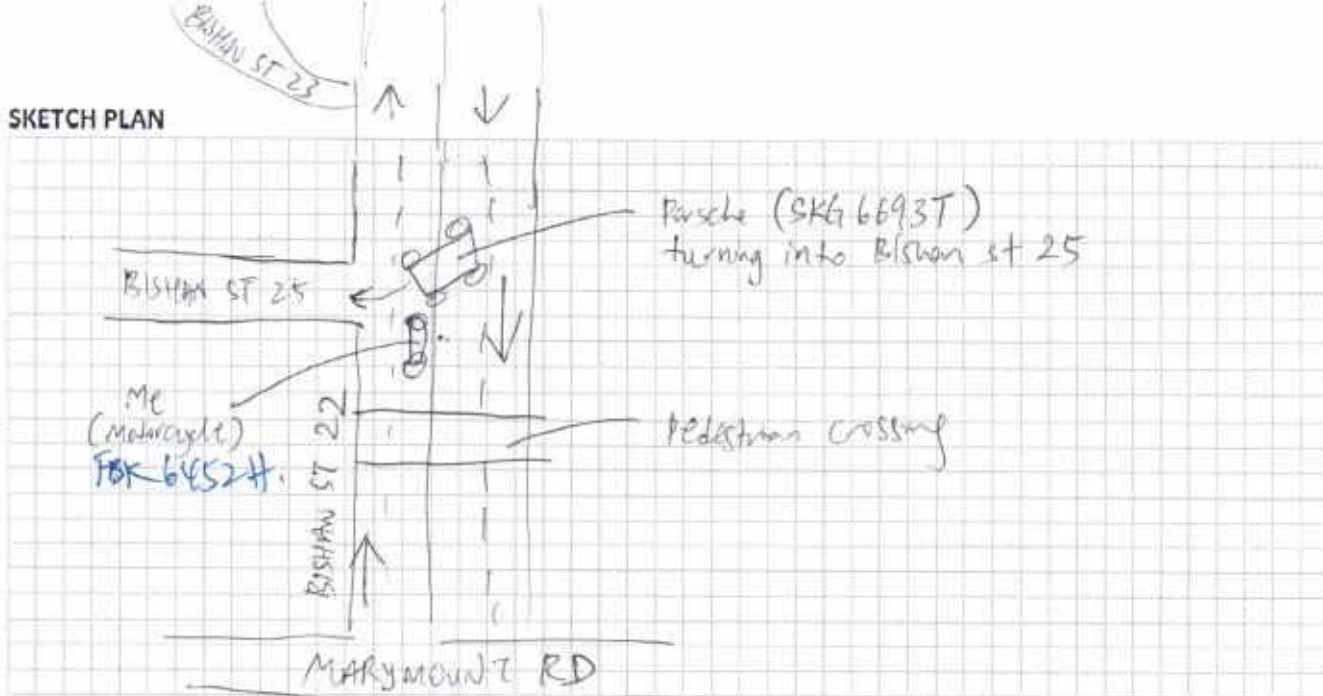 BISHAN ST 23
SKETCH PLAN
Porsche (SKG 6693T)
turning into Bishan st 25
BISHAN ST 25
Me
(Motorcycle)
FBK 6452H.
BISHAN ST 22
Pedestrian crossing
MARYMOUNT RD